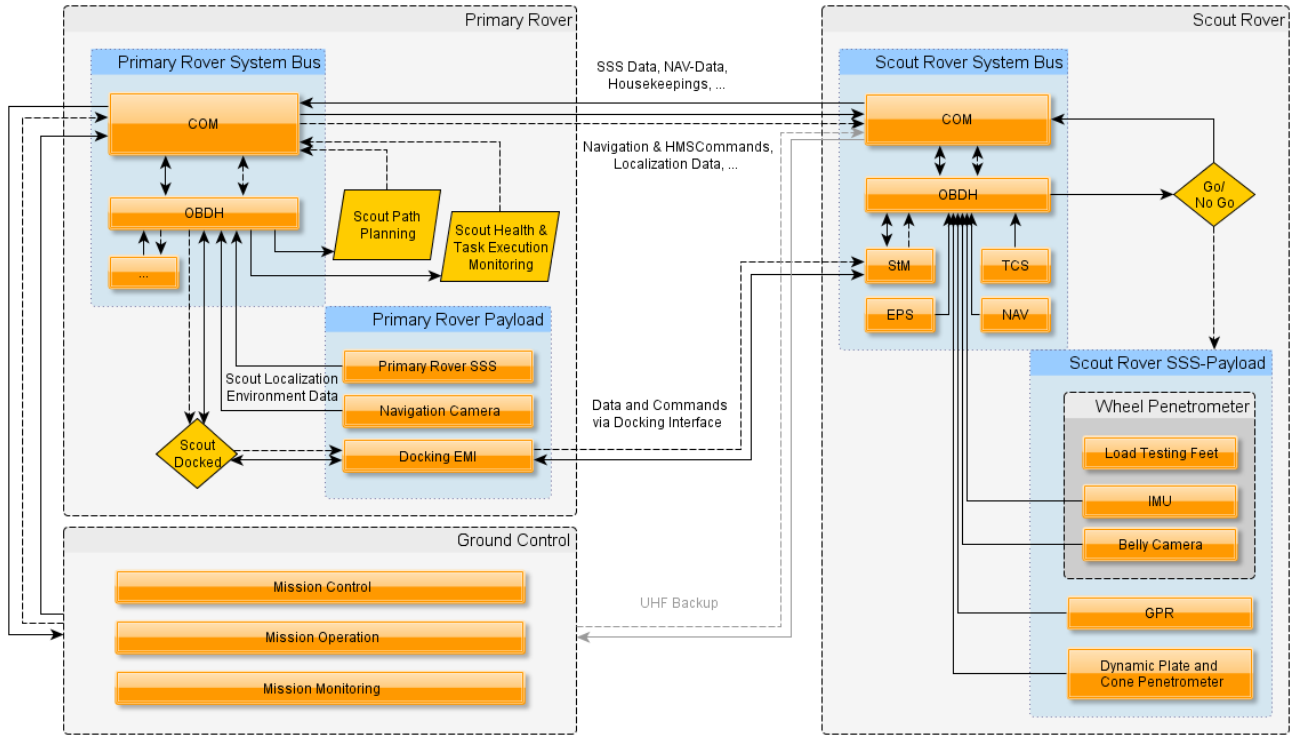 Primary Rover
Primary Rover System Bus
COM
OBDH
...
Scout Path
Planning
Scout Health &
Task Execution
Monitoring
Primary Rover Payload
Primary Rover SSS
Navigation Camera
Docking EMI
Scout Localization
Environment Data
Scout
Docked
SSS Data, NAV-Data,
Housekeepings, ...
Navigation & HMSCommands,
Localization Data, ...
Data and Commands
via Docking Interface
UHF Backup
Ground Control
Mission Control
Mission Operation
Mission Monitoring
Scout Rover
Scout Rover System Bus
COM
OBDH
StM
TCS
EPS
NAV
Go/
No Go
Scout Rover SSS-Payload
Wheel Penetrometer
Load Testing Feet
IMU
Belly Camera
GPR
Dynamic Plate and
Cone Penetrometer